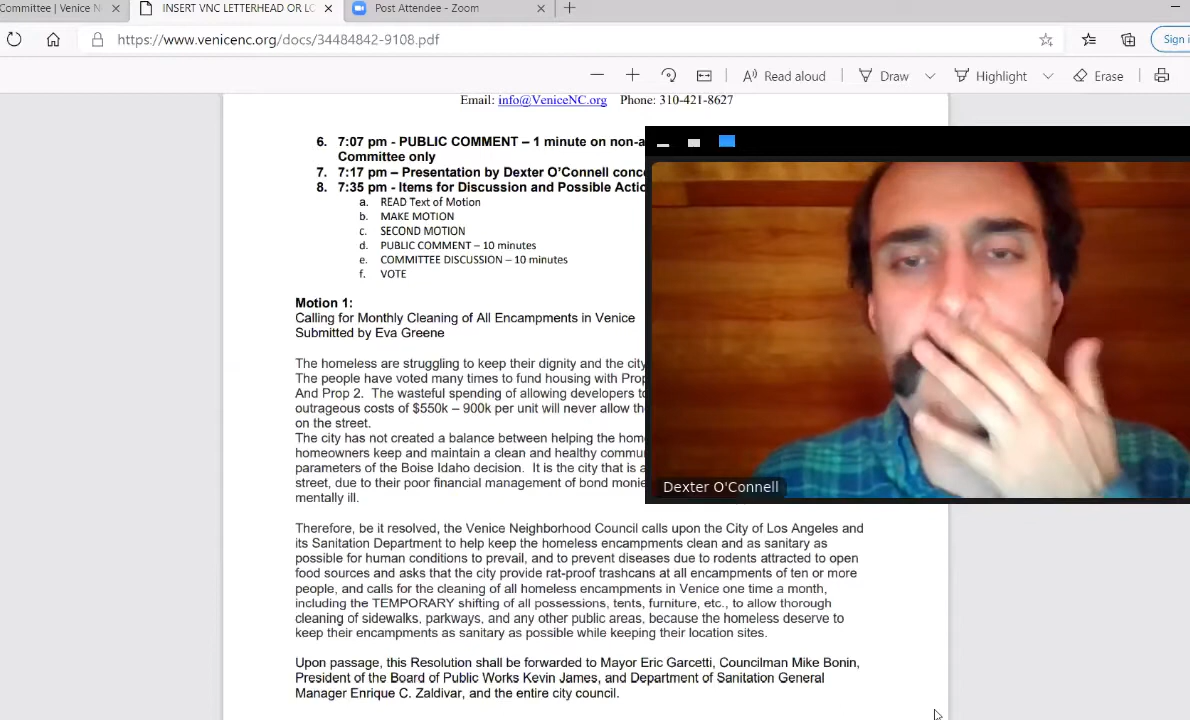 Committee | Venice N
INSERT VNC LETTERHEAD OR LO
Post Attendee - Zoom
https://www.venicenc.org/docs/34484842-9108.pdf
Sign i
Read aloud
Draw
Highlight
Erase
Email: info@VeniceNC.org Phone: 310-421-8627
6. 7:07 pm - PUBLIC COMMENT – 1 minute on non-a
Committee only
7. 7:17 pm – Presentation by Dexter O'Connell conc
8. 7:35 pm - Items for Discussion and Possible Actio
a. READ Text of Motion
b. MAKE MOTION
c. SECOND MOTION
d. PUBLIC COMMENT – 10 minutes
e. COMMITTEE DISCUSSION – 10 minutes
f. VOTE
Motion 1:
Calling for Monthly Cleaning of All Encampments in Venice
Submitted by Eva Greene
The homeless are struggling to keep their dignity and the city
The people have voted many times to fund housing with Prop
And Prop 2. The wasteful spending of allowing developers to
outrageous costs of $550k – 900k per unit will never allow th
on the street.
The city has not created a balance between helping the hom
homeowners keep and maintain a clean and healthy commu
parameters of the Boise Idaho decision. It is the city that is a
street, due to their poor financial management of bond monie
mentally ill.
Therefore, be it resolved, the Venice Neighborhood Council calls upon the City of Los Angeles and
its Sanitation Department to help keep the homeless encampments clean and as sanitary as
possible for human conditions to prevail, and to prevent diseases due to rodents attracted to open
food sources and asks that the city provide rat-proof trashcans at all encampments of ten or more
people, and calls for the cleaning of all homeless encampments in Venice one time a month,
including the TEMPORARY shifting of all possessions, tents, furniture, etc., to allow thorough
cleaning of sidewalks, parkways, and any other public areas, because the homeless deserve to
keep their encampments as sanitary as possible while keeping their location sites.
Upon passage, this Resolution shall be forwarded to Mayor Eric Garcetti, Councilman Mike Bonin,
President of the Board of Public Works Kevin James, and Department of Sanitation General
Manager Enrique C. Zaldivar, and the entire city council.
Dexter O'Connell